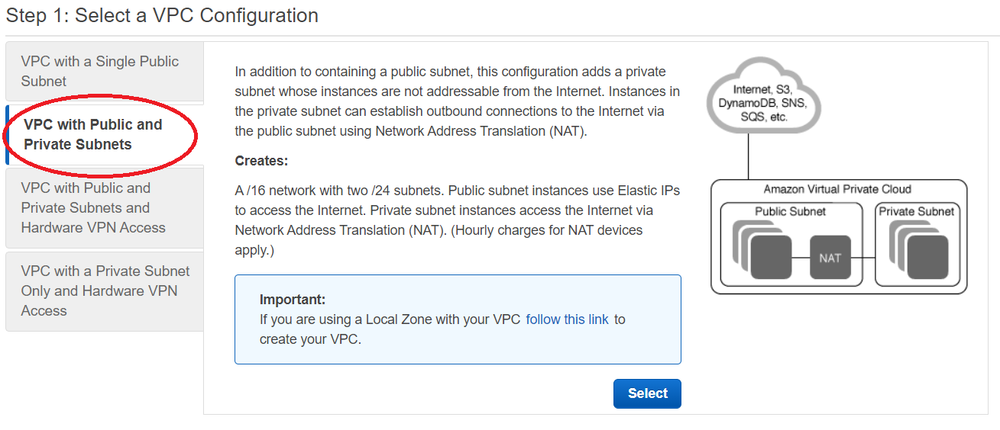 Step 1: Select a VPC Configuration
VPC with a Single Public
Subnet
VPC with Public and
Private Subnets
VPC with Public and
Private Subnets and
Hardware VPN Access
VPC with a Private Subnet
Only and Hardware VPN
Access
In addition to containing a public subnet, this configuration adds a private
subnet whose instances are not addressable from the Internet. Instances in
the private subnet can establish outbound connections to the Internet via
the public subnet using Network Address Translation (NAT).
Creates:
A /16 network with two /24 subnets. Public subnet instances use Elastic IPs
to access the Internet. Private subnet instances access the Internet via
Network Address Translation (NAT). (Hourly charges for NAT devices
apply.)
Important:
If you are using a Local Zone with your VPC follow this link to
create your VPC.
Select
Internet, S3,
DynamoDB, SNS,
SQS, etc.
Amazon Virtual Private Cloud
Public Subnet
Private Subnet
NAT